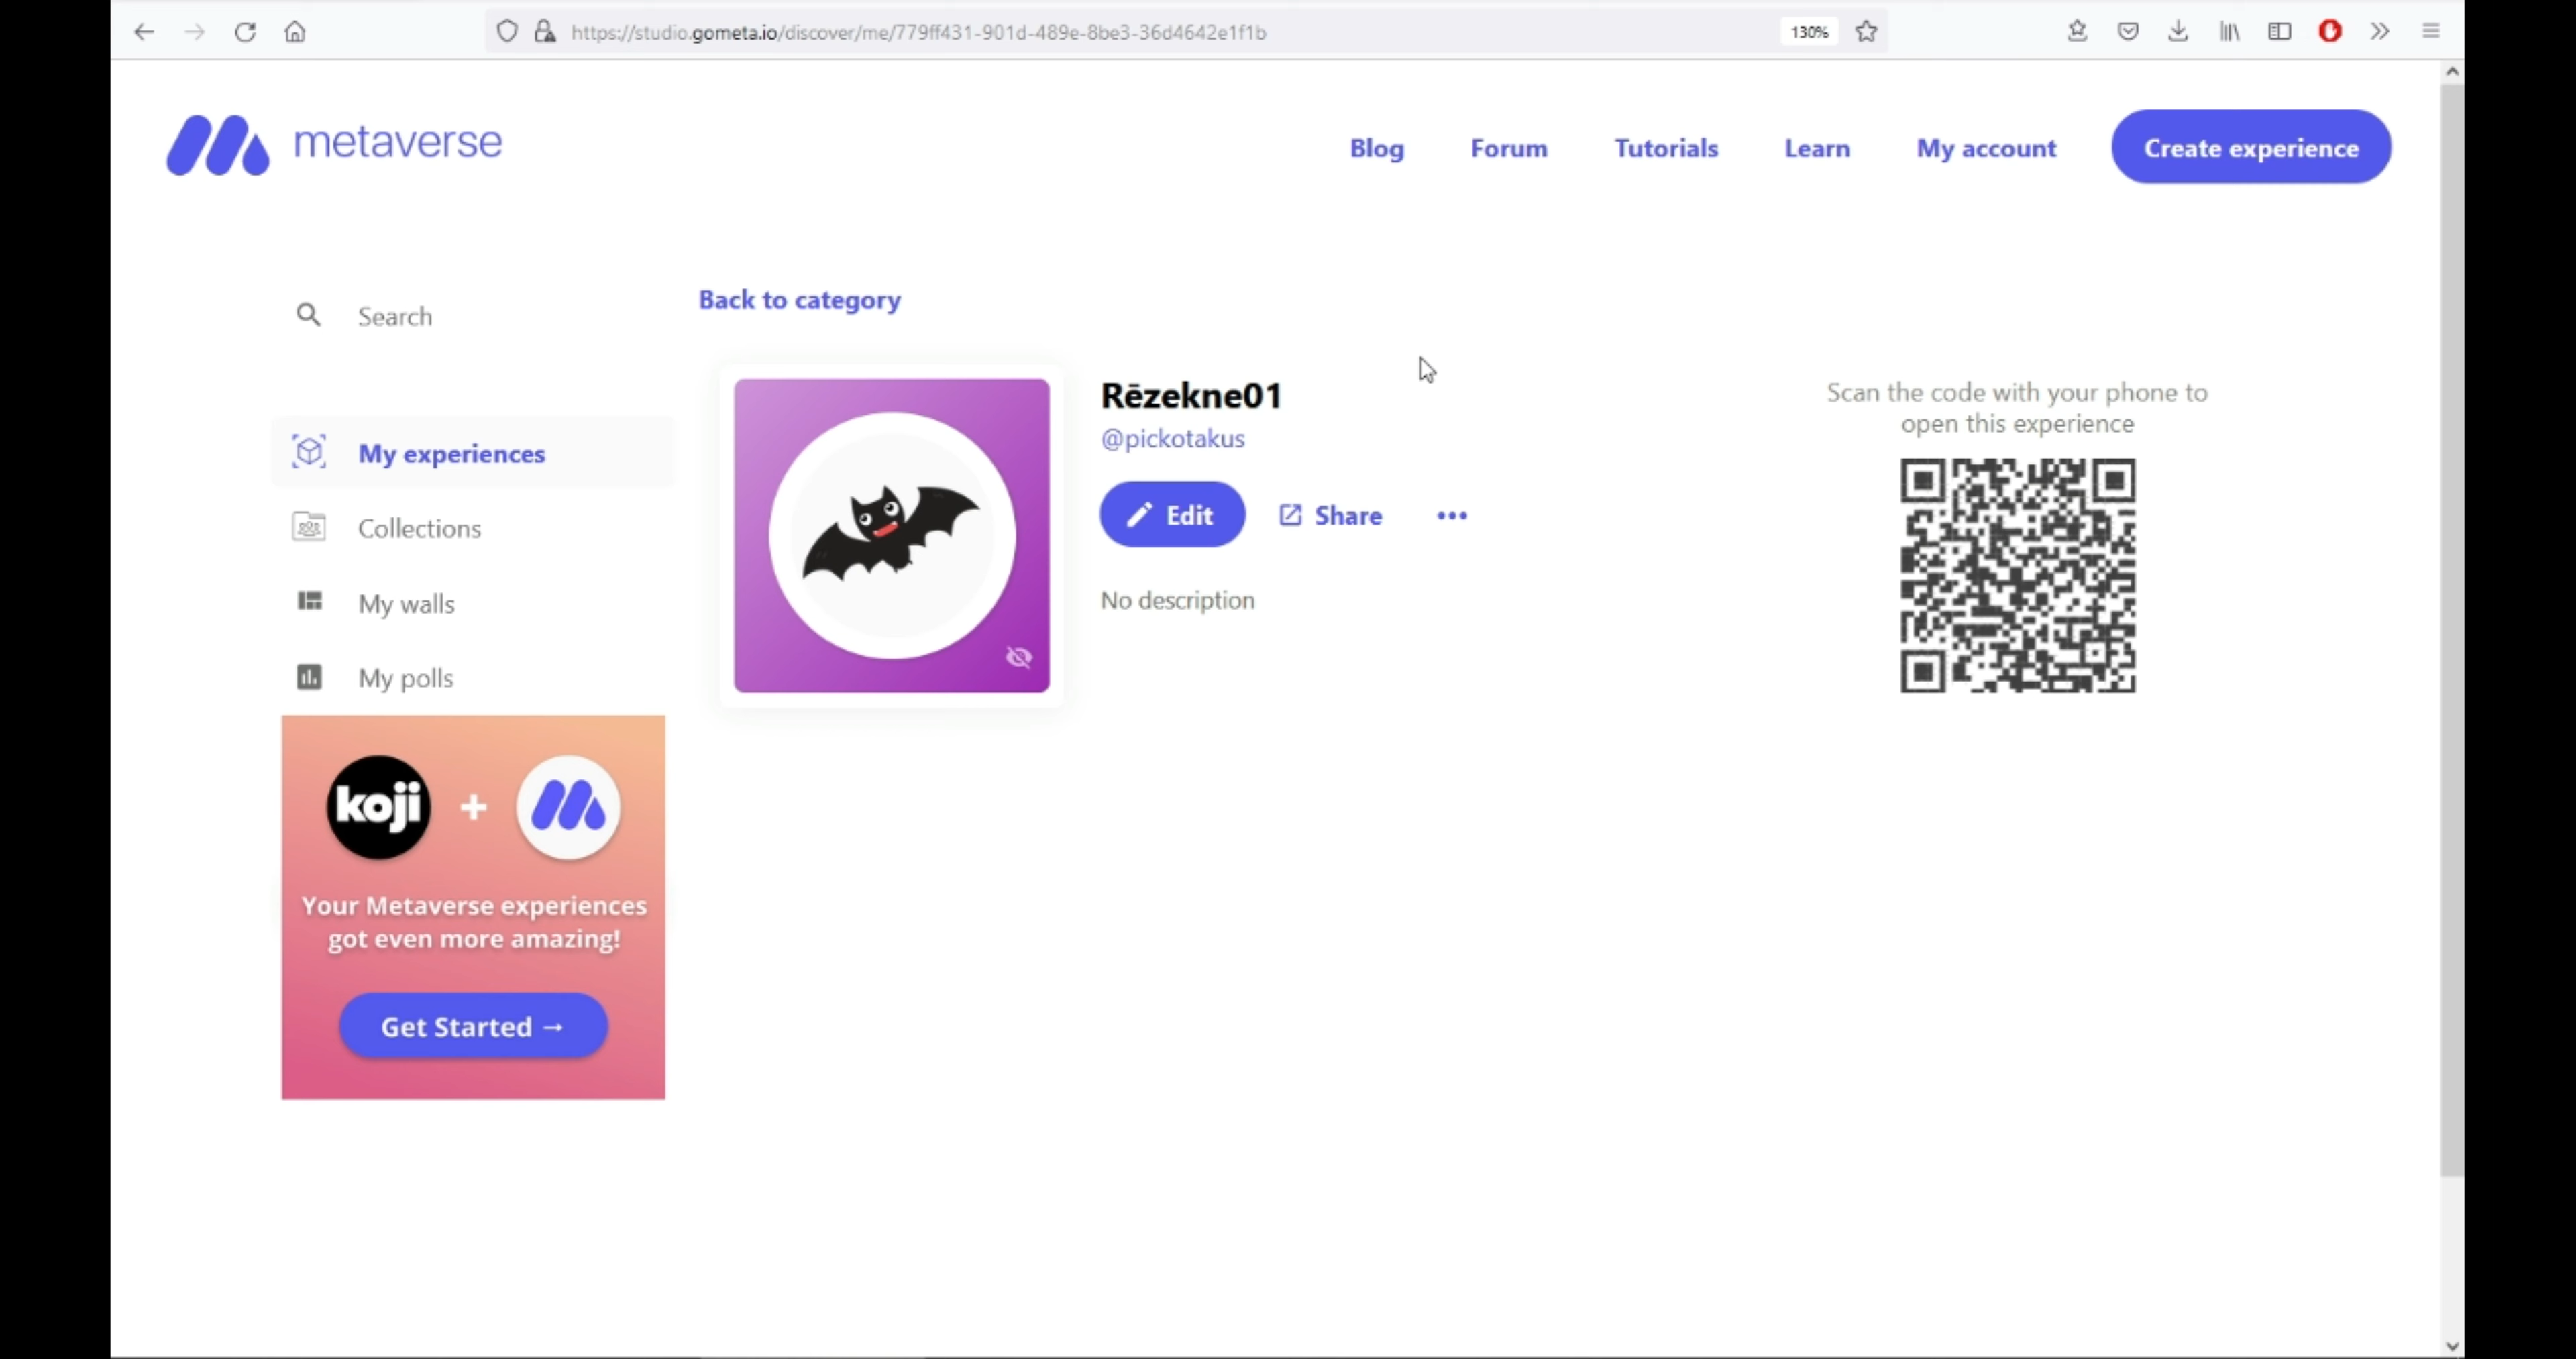 https://studio.gometa.io/discover/me/779ff431-901d-489e-8be3-36d4642e1f1b
130%
metaverse
Blog
Forum
Tutorials
Learn
My account
Create experience
Search
My experiences
Collections
My walls
My polls
koji +
Your Metaverse experiences
got even more amazing!
Get Started →
Back to category
Rēzekne01
@pickotakus
Edit
Share
No description
Scan the code with your phone to
open this experience